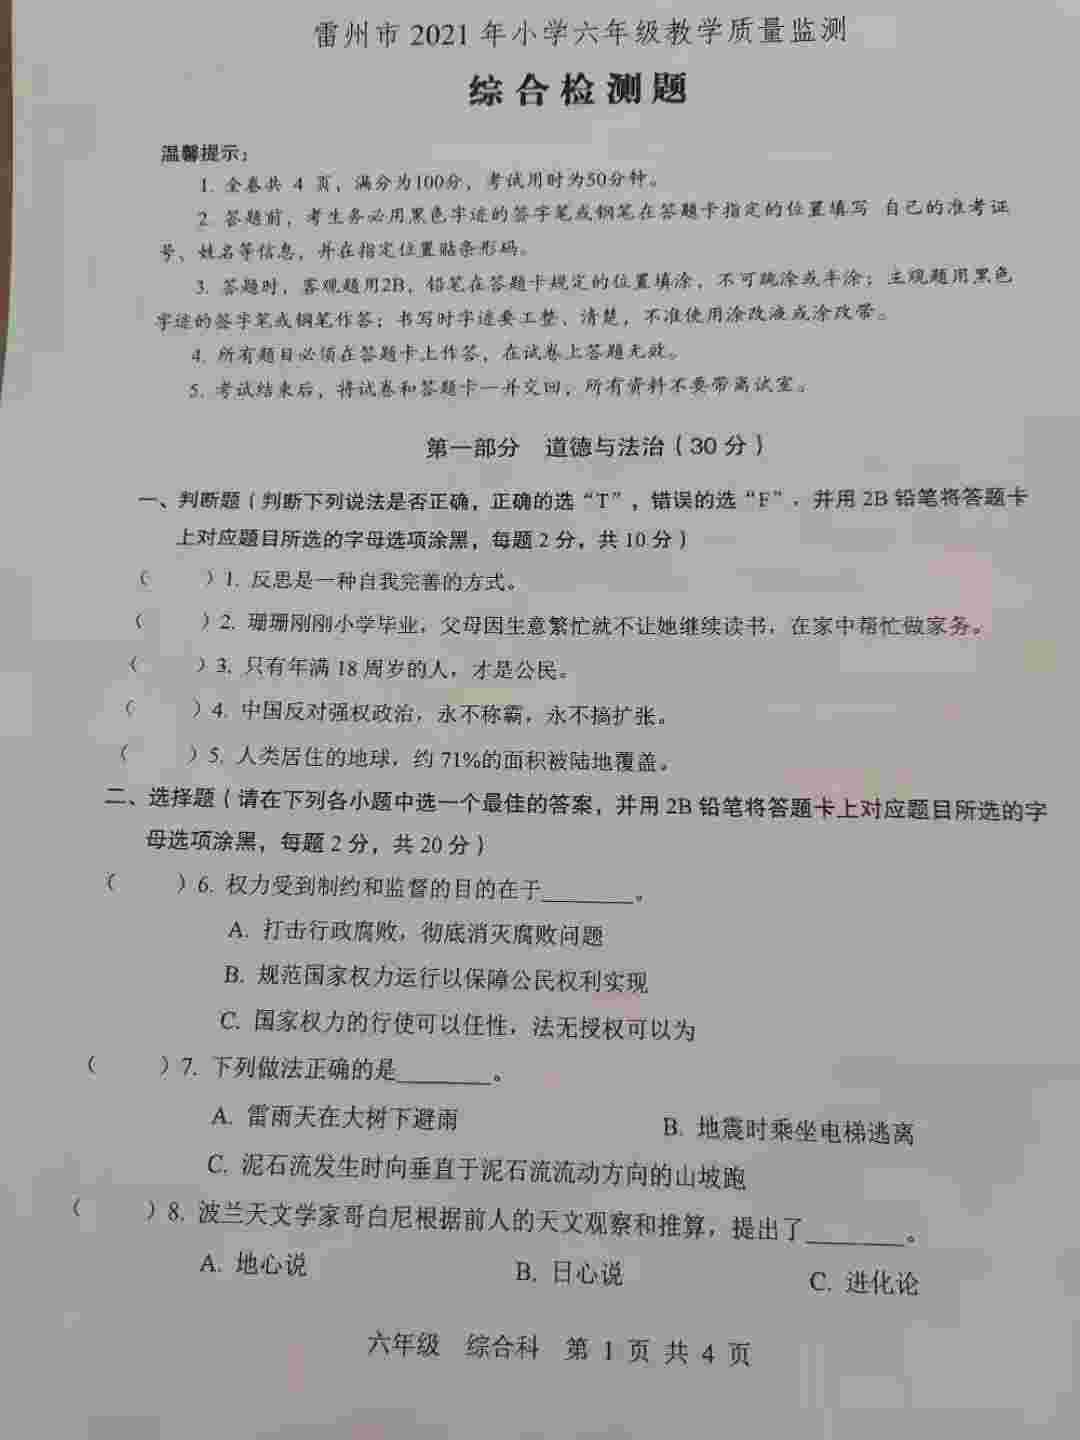 雷州市 2021 年小学六年级教学质量监测
综合检测题
温馨提示：
1. 全卷共 4 页，满分为100分，考试用时为50分钟。
2. 答题前，考生务必用黑色字迹的签字笔或钢笔在答题卡指定的位置填写 自己的准考证
号、姓名等信息，并在指定位置贴条形码。
3. 答题时，客观题用2B，铅笔在答题卡规定的位置填涂，不可跳涂或半涂；主观题用黑色
字迹的签字笔或钢笔作答；书写时字迹要工整、清楚，不准使用涂改液或涂改带。
4. 所有题目必须在答题卡上作答，在试卷上答题无效。
5. 考试结束后，将试卷和答题卡一并交回，所有资料不要带离试室。
第一部分 道德与法治（30 分）
一、判断题（判断下列说法是否正确，正确的选“T”，错误的选“F”，并用 2B 铅笔将答题卡
上对应题目所选的字母选项涂黑，每题 2 分，共 10 分）
（ ）1. 反思是一种自我完善的方式。
（ ）2. 珊珊刚刚小学毕业，父母因生意繁忙就不让她继续读书，在家中帮忙做家务。
（ ）3. 只有年满 18 周岁的人，才是公民。
（ ）4. 中国反对强权政治，永不称霸，永不搞扩张。
（ ）5. 人类居住的地球，约 71%的面积被陆地覆盖。
二、选择题（请在下列各小题中选一个最佳的答案，并用 2B 铅笔将答题卡上对应题目所选的字
母选项涂黑，每题 2 分，共 20 分）
（ ）6. 权力受到制约和监督的目的在于________。
A. 打击行政腐败，彻底消灭腐败问题
B. 规范国家权力运行以保障公民权利实现
C. 国家权力的行使可以任性，法无授权可以为
（ ）7. 下列做法正确的是________。
A. 雷雨天在大树下避雨 B. 地震时乘坐电梯逃离
C. 泥石流发生时向垂直于泥石流流动方向的山坡跑
（ ）8. 波兰天文学家哥白尼根据前人的天文观察和推算，提出了________。
A. 地心说 B. 日心说 C. 进化论
六年级 综合科 第 1 页 共 4 页